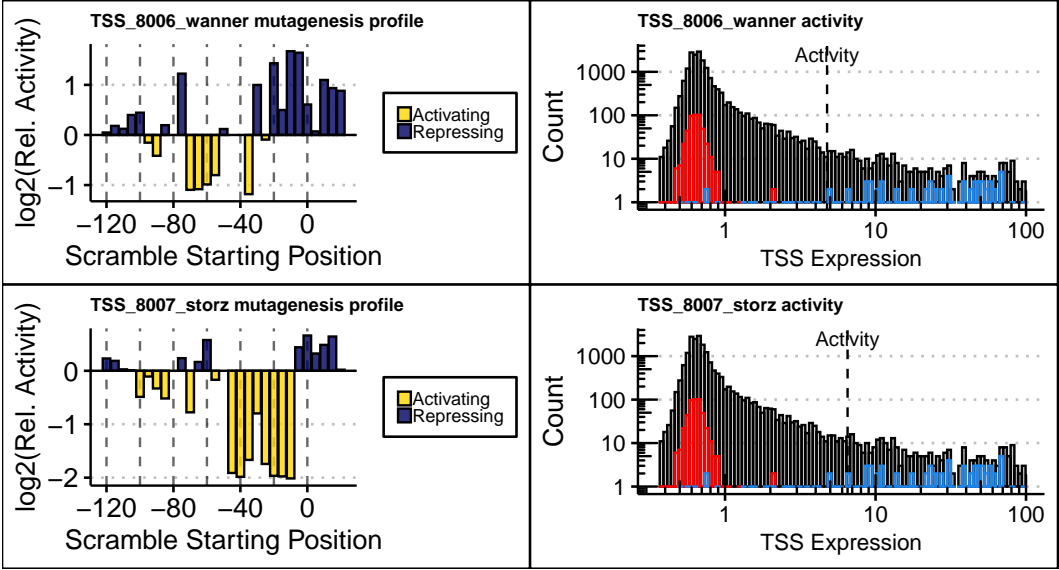 TSS_8006_wanner mutagenesis profile
log2(Rel. Activity)
1
0
−1
−120
−80
−40
0
Scramble Starting Position
Activating
Repressing
TSS_8006_wanner activity
Activity
Count
1000
100
10
1
1
10
100
TSS Expression
TSS_8007_storz mutagenesis profile
log2(Rel. Activity)
0
−1
−2
−120
−80
−40
0
Scramble Starting Position
Activating
Repressing
TSS_8007_storz activity
Activity
Count
1000
100
10
1
1
10
100
TSS Expression